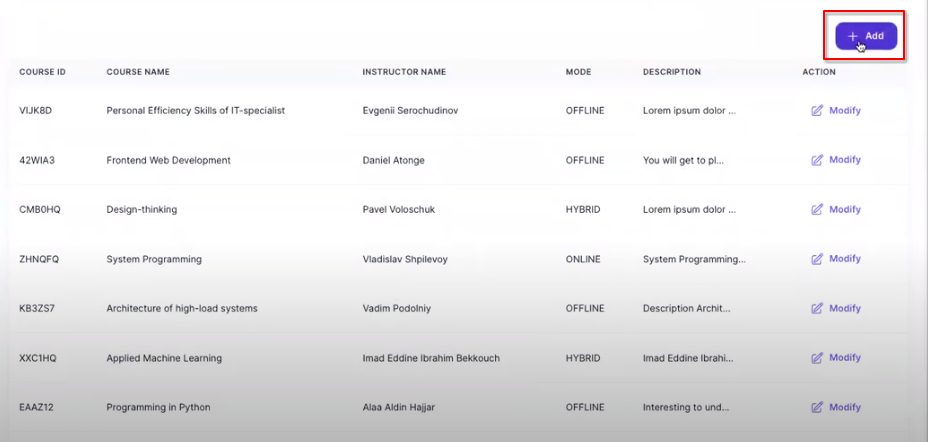 + Add
COURSE ID COURSE NAME INSTRUCTOR NAME MODE DESCRIPTION ACTION
VIJK8D Personal Efficiency Skills of IT-specialist Evgenii Serochudinov OFFLINE Lorem ipsum dolor ... Modify
42WIA3 Frontend Web Development Daniel Atonge OFFLINE You will get to pl... Modify
CMB0HQ Design-thinking Pavel Voloschuk HYBRID Lorem ipsum dolor ... Modify
ZHNQFQ System Programming Vladislav Shpilevoy ONLINE System Programming... Modify
KB3ZS7 Architecture of high-load systems Vadim Podolniy OFFLINE Description Archit... Modify
XXC1HQ Applied Machine Learning Imad Eddine Ibrahim Bekkouch HYBRID Imad Eddine Ibrahi... Modify
EAAZ12 Programming in Python Alaa Aldin Hajjar OFFLINE Interesting to und... Modify